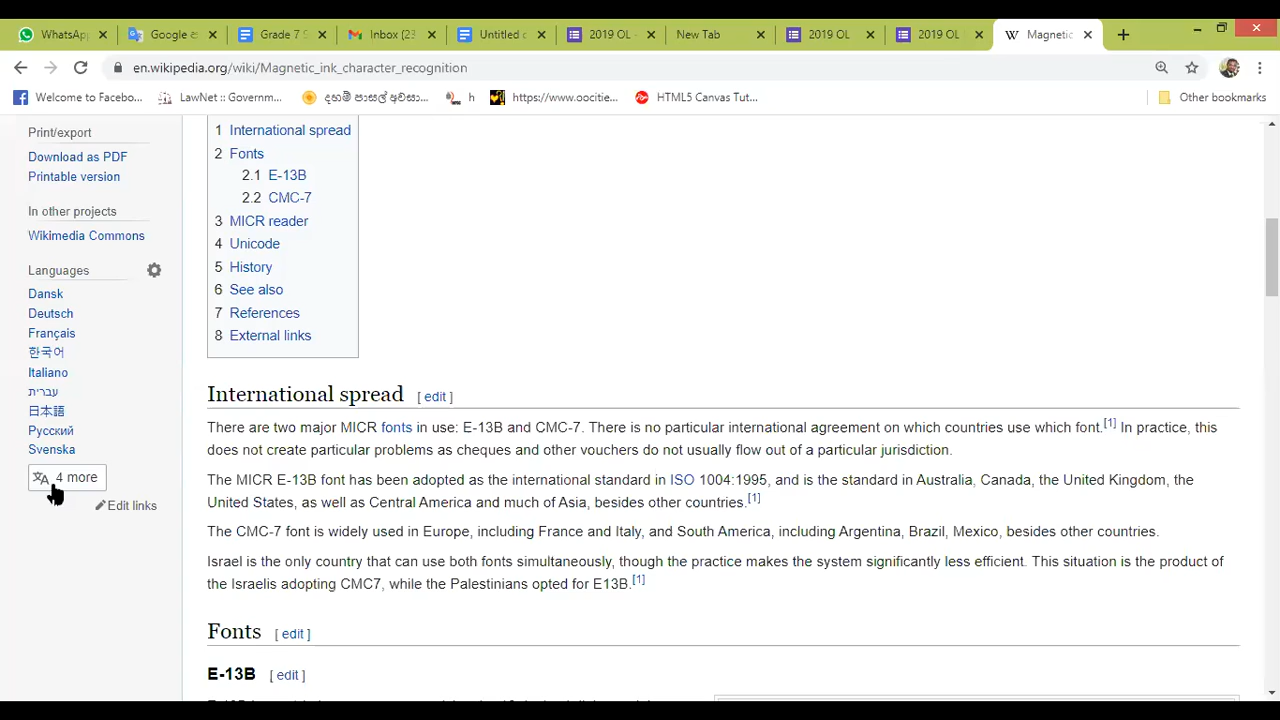 WhatsApp
Google
Grade 7 S
Inbox (23
Untitled d
2019 OL -
New Tab
2019 OL
2019 OL
Magnetic
en.wikipedia.org/wiki/Magnetic_ink_character_recognition
Welcome to Facebo...
LawNet :: Governm...
දහම් පාසල් අවසා...
h
https://www.oocitie...
HTML5 Canvas Tut...
Other bookmarks
Print/export
Download as PDF
Printable version
In other projects
Wikimedia Commons
Languages
Dansk
Deutsch
Français
한국어
Italiano
עברית
日本語
Русский
Svenska
4 more
Edit links
1 International spread
2 Fonts
2.1 E-13B
2.2 CMC-7
3 MICR reader
4 Unicode
5 History
6 See also
7 References
8 External links
International spread [ edit ]
There are two major MICR fonts in use: E-13B and CMC-7. There is no particular international agreement on which countries use which font.[1] In practice, this
does not create particular problems as cheques and other vouchers do not usually flow out of a particular jurisdiction.
The MICR E-13B font has been adopted as the international standard in ISO 1004:1995, and is the standard in Australia, Canada, the United Kingdom, the
United States, as well as Central America and much of Asia, besides other countries.[1]
The CMC-7 font is widely used in Europe, including France and Italy, and South America, including Argentina, Brazil, Mexico, besides other countries.
Israel is the only country that can use both fonts simultaneously, though the practice makes the system significantly less efficient. This situation is the product of
the Israelis adopting CMC7, while the Palestinians opted for E13B.[1]
Fonts [ edit ]
E-13B [ edit ]